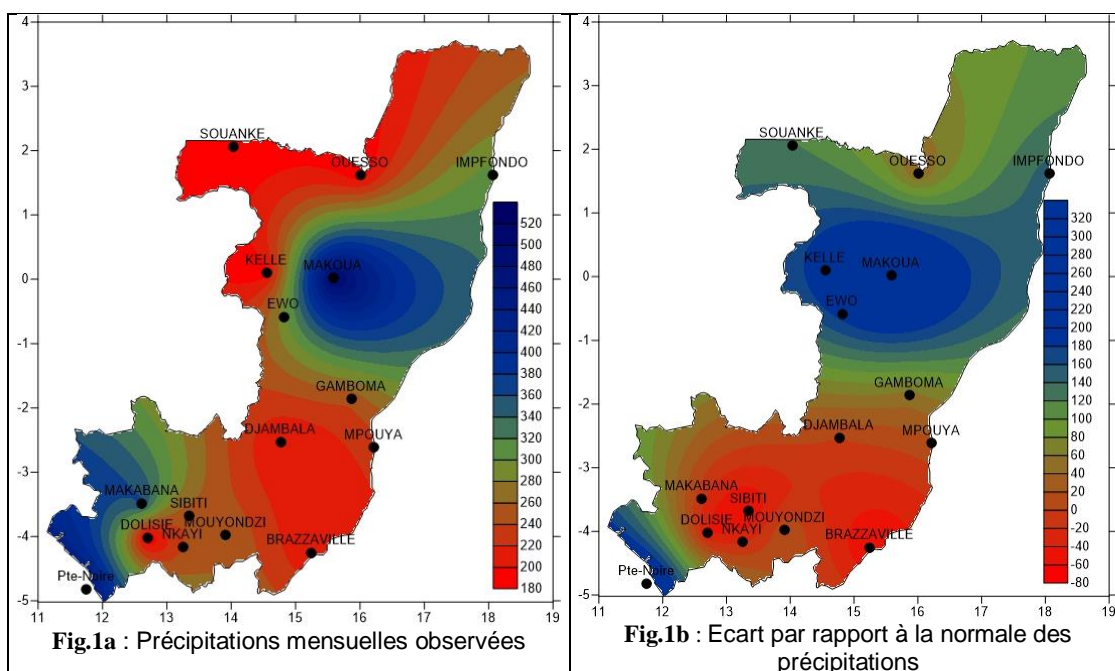 4
3
2
1
0
-1
-2
-3
-4
-5
11 12 13 14 15 16 17 18 19
SOUANKE
OUESSO
IMPFONDO
KELLE
MAKOUA
EWO
GAMBOMA
DJAMBALA
MPOUYA
MAKABANA
SIBITI
DOLISIE
MOUYONDZI
NKAYI
BRAZZAVILLE
Pte-Noire
520
500
480
460
440
420
400
380
360
340
320
300
280
260
240
220
200
180
Fig.1a : Précipitations mensuelles observées
4
3
2
1
0
-1
-2
-3
-4
-5
11 12 13 14 15 16 17 18 19
SOUANKE
OUESSO
IMPFONDO
KELLE
MAKOUA
EWO
GAMBOMA
DJAMBALA
MPOUYA
MAKABANA
SIBITI
DOLISIE
MOUYONDZI
NKAYI
BRAZZAVILLE
Pte-Noire
320
300
280
260
240
220
200
180
160
140
120
100
80
60
40
20
0
-20
-40
-60
-80
Fig.1b : Ecart par rapport à la normale des
précipitations